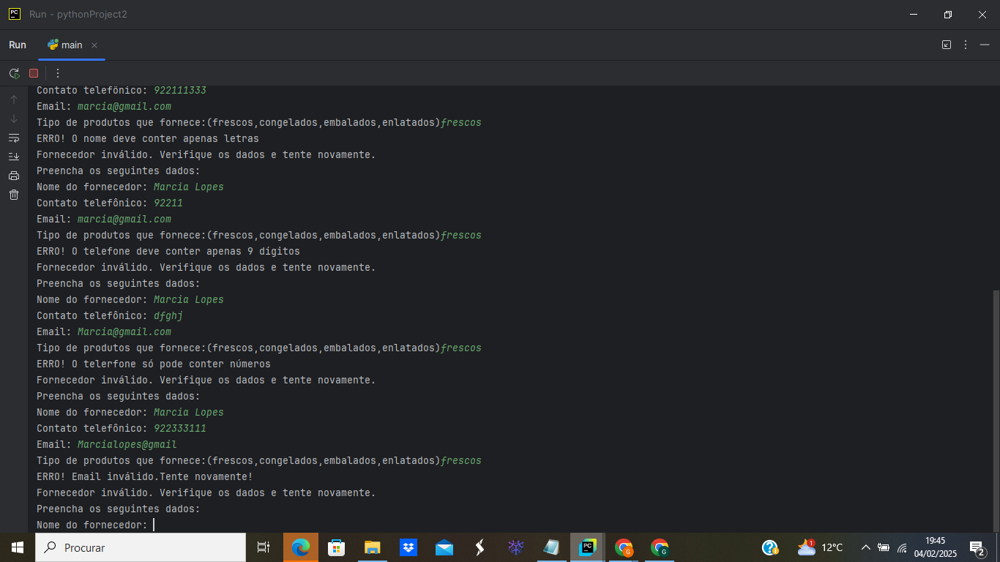 Run - pythonProject2
Run main
Contato telefônico: 922111333
Email: marcia@gmail.com
Tipo de produtos que fornece:(frescos,congelados,embalados,enlatados)frescos
ERRO! O nome deve conter apenas letras
Fornecedor inválido. Verifique os dados e tente novamente.
Preencha os seguintes dados:
Nome do fornecedor: Marcia Lopes
Contato telefônico: 92211
Email: marcia@gmail.com
Tipo de produtos que fornece:(frescos,congelados,embalados,enlatados)frescos
ERRO! O telefone deve conter apenas 9 digitos
Fornecedor inválido. Verifique os dados e tente novamente.
Preencha os seguintes dados:
Nome do fornecedor: Marcia Lopes
Contato telefônico: dfghj
Email: Marcia@gmail.com
Tipo de produtos que fornece:(frescos,congelados,embalados,enlatados)frescos
ERRO! O telerfone só pode conter números
Fornecedor inválido. Verifique os dados e tente novamente.
Preencha os seguintes dados:
Nome do fornecedor: Marcia Lopes
Contato telefônico: 922333111
Email: Marcialopes@gmail
Tipo de produtos que fornece:(frescos,congelados,embalados,enlatados)frescos
ERRO! Email inválido.Tente novamente!
Fornecedor inválido. Verifique os dados e tente novamente.
Preencha os seguintes dados:
Nome do fornecedor:
Procurar
12°C
19:45
04/02/2025